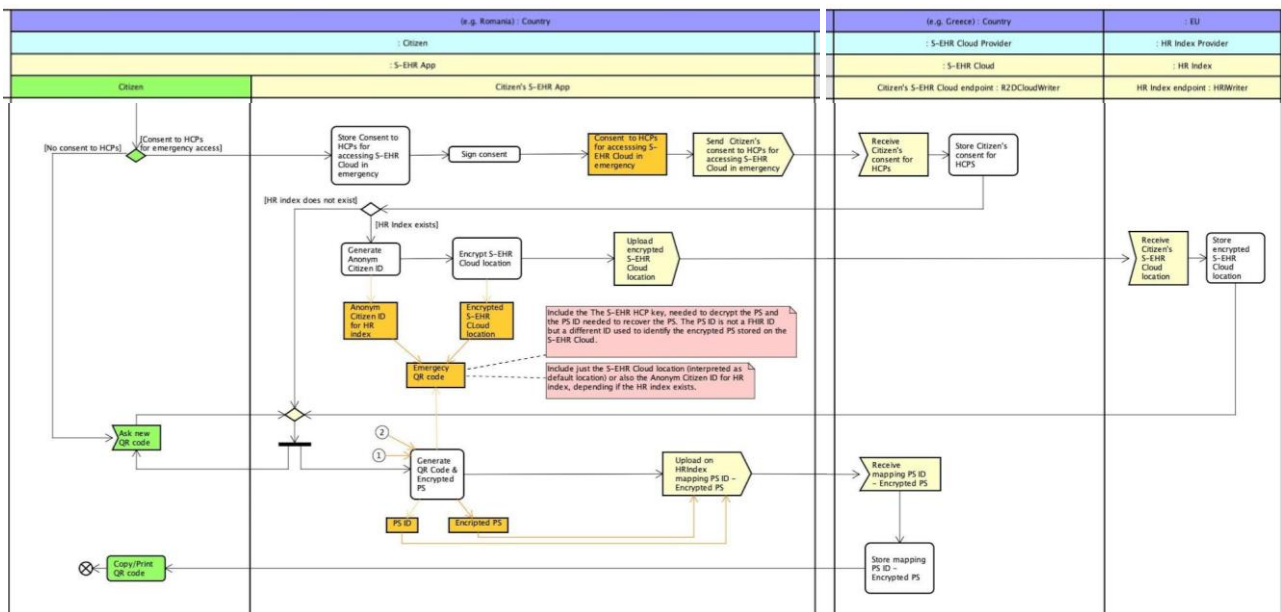 (e.g. Romania) : Country
(e.g. Greece) : Country
: EU
: Citizen
: S-EHR Cloud Provider
: HR Index Provider
: S-EHR App
: S-EHR Cloud
: HR Index
Citizen
Citizen's S-EHR App
Citizen's S-EHR Cloud endpoint : R2DCloudWriter
HR Index endpoint : HRIWriter
[No consent to HCPs]
[Consent to HCPs
for emergency access]
Store Consent to
HCPs for
accessing S-EHR
Cloud in
emergency
Sign consent
Consent to HCPs
for accesssing S-
EHR Cloud in
emergency
Send Citizen's
consent to HCPs for
accessing S-EHR
Cloud in emergency
Receive
Citizen's
consent for
HCPs
Store Citizen's
consent for
HCPS
[HR index does not exist]
[HR Index exists]
Generate
Anonym
Citizen ID
Encrypt S-EHR
Cloud location
Upload
encrypted
S-EHR
Cloud
location
Receive
Citizen's
S-EHR
Cloud
location
Store
encrypted
S-EHR
Cloud
location
Anonym
Citizen ID
for HR
index
Encrypted
S-EHR
CLoud
location
Include the The S-EHR HCP key, needed to decrypt the PS and
the PS ID needed to recover the PS. The PS ID is not a FHIR ID
but a different ID used to identify the encrypted PS stored on the
S-EHR Cloud.
Emergecy
QR code
Include just the S-EHR Cloud location (interpreted as
default location) or also the Anonym Citizen ID for HR
index, depending if the HR index exists.
Ask new
QR code
2
1
Generate
QR Code &
Encrypted
PS
Upload on
HRIndex
mapping PS ID -
Encrypted PS
Receive
mapping PS ID
- Encrypted PS
PS ID
Encripted PS
Copy/Print
QR code
Store mapping
PS ID -
Encrypted PS